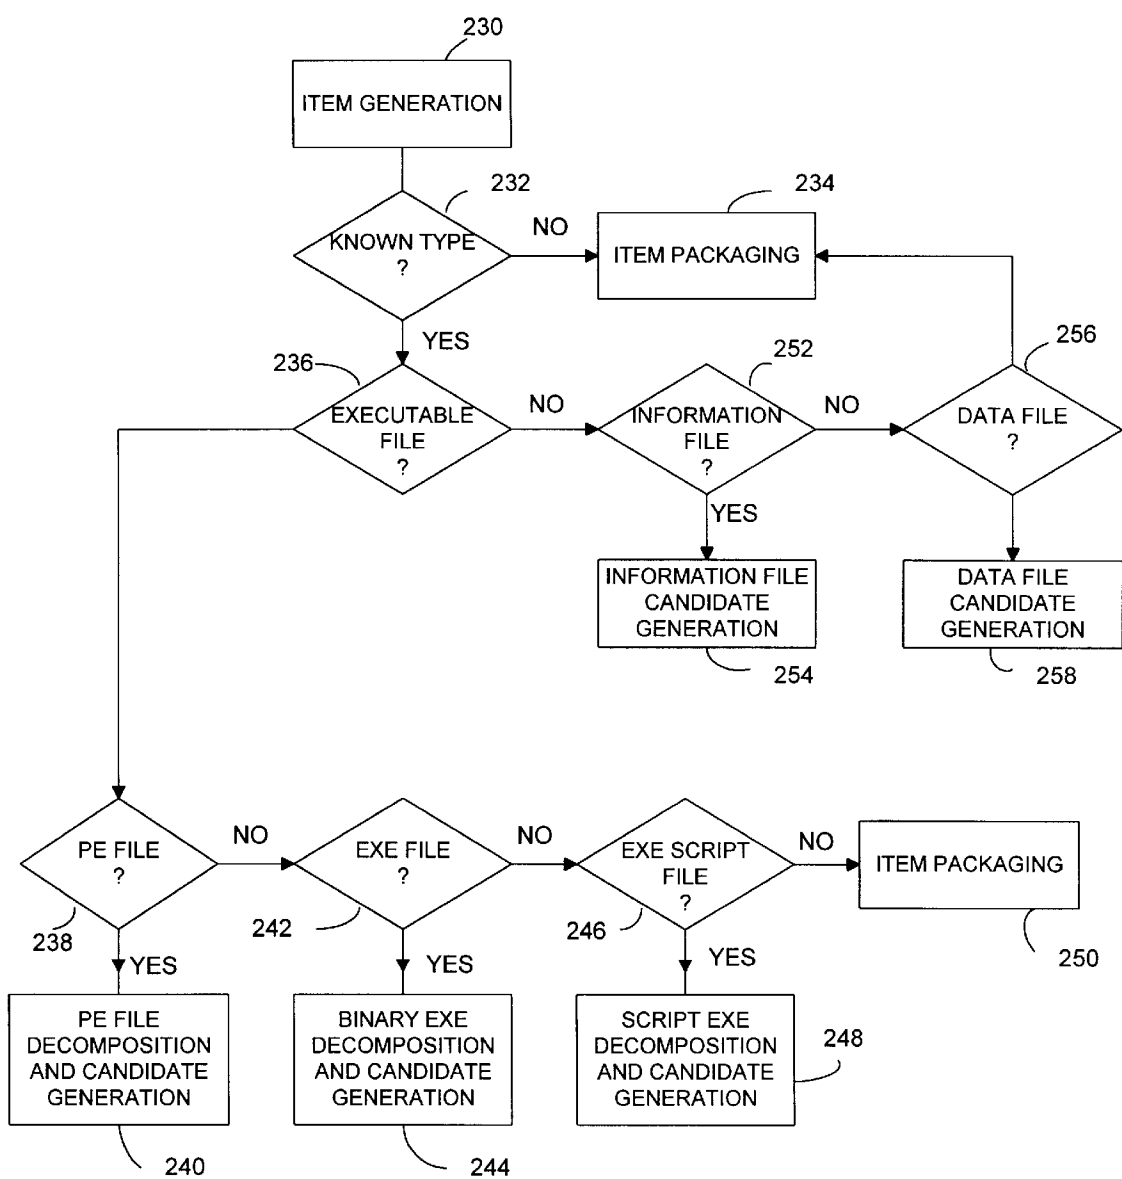 230
ITEM GENERATION
232
234
KNOWN TYPE
?
NO
ITEM PACKAGING
YES
236
252
256
EXECUTABLE
FILE
?
NO
INFORMATION
FILE
?
NO
DATA FILE
?
YES
INFORMATION FILE
CANDIDATE
GENERATION
254
DATA FILE
CANDIDATE
GENERATION
258
PE FILE
?
NO
EXE FILE
?
NO
EXE SCRIPT
FILE
?
NO
ITEM PACKAGING
238
242
246
250
YES
YES
YES
PE FILE
DECOMPOSITION
AND CANDIDATE
GENERATION
BINARY EXE
DECOMPOSITION
AND CANDIDATE
GENERATION
SCRIPT EXE
DECOMPOSITION
AND CANDIDATE
GENERATION
248
240
244